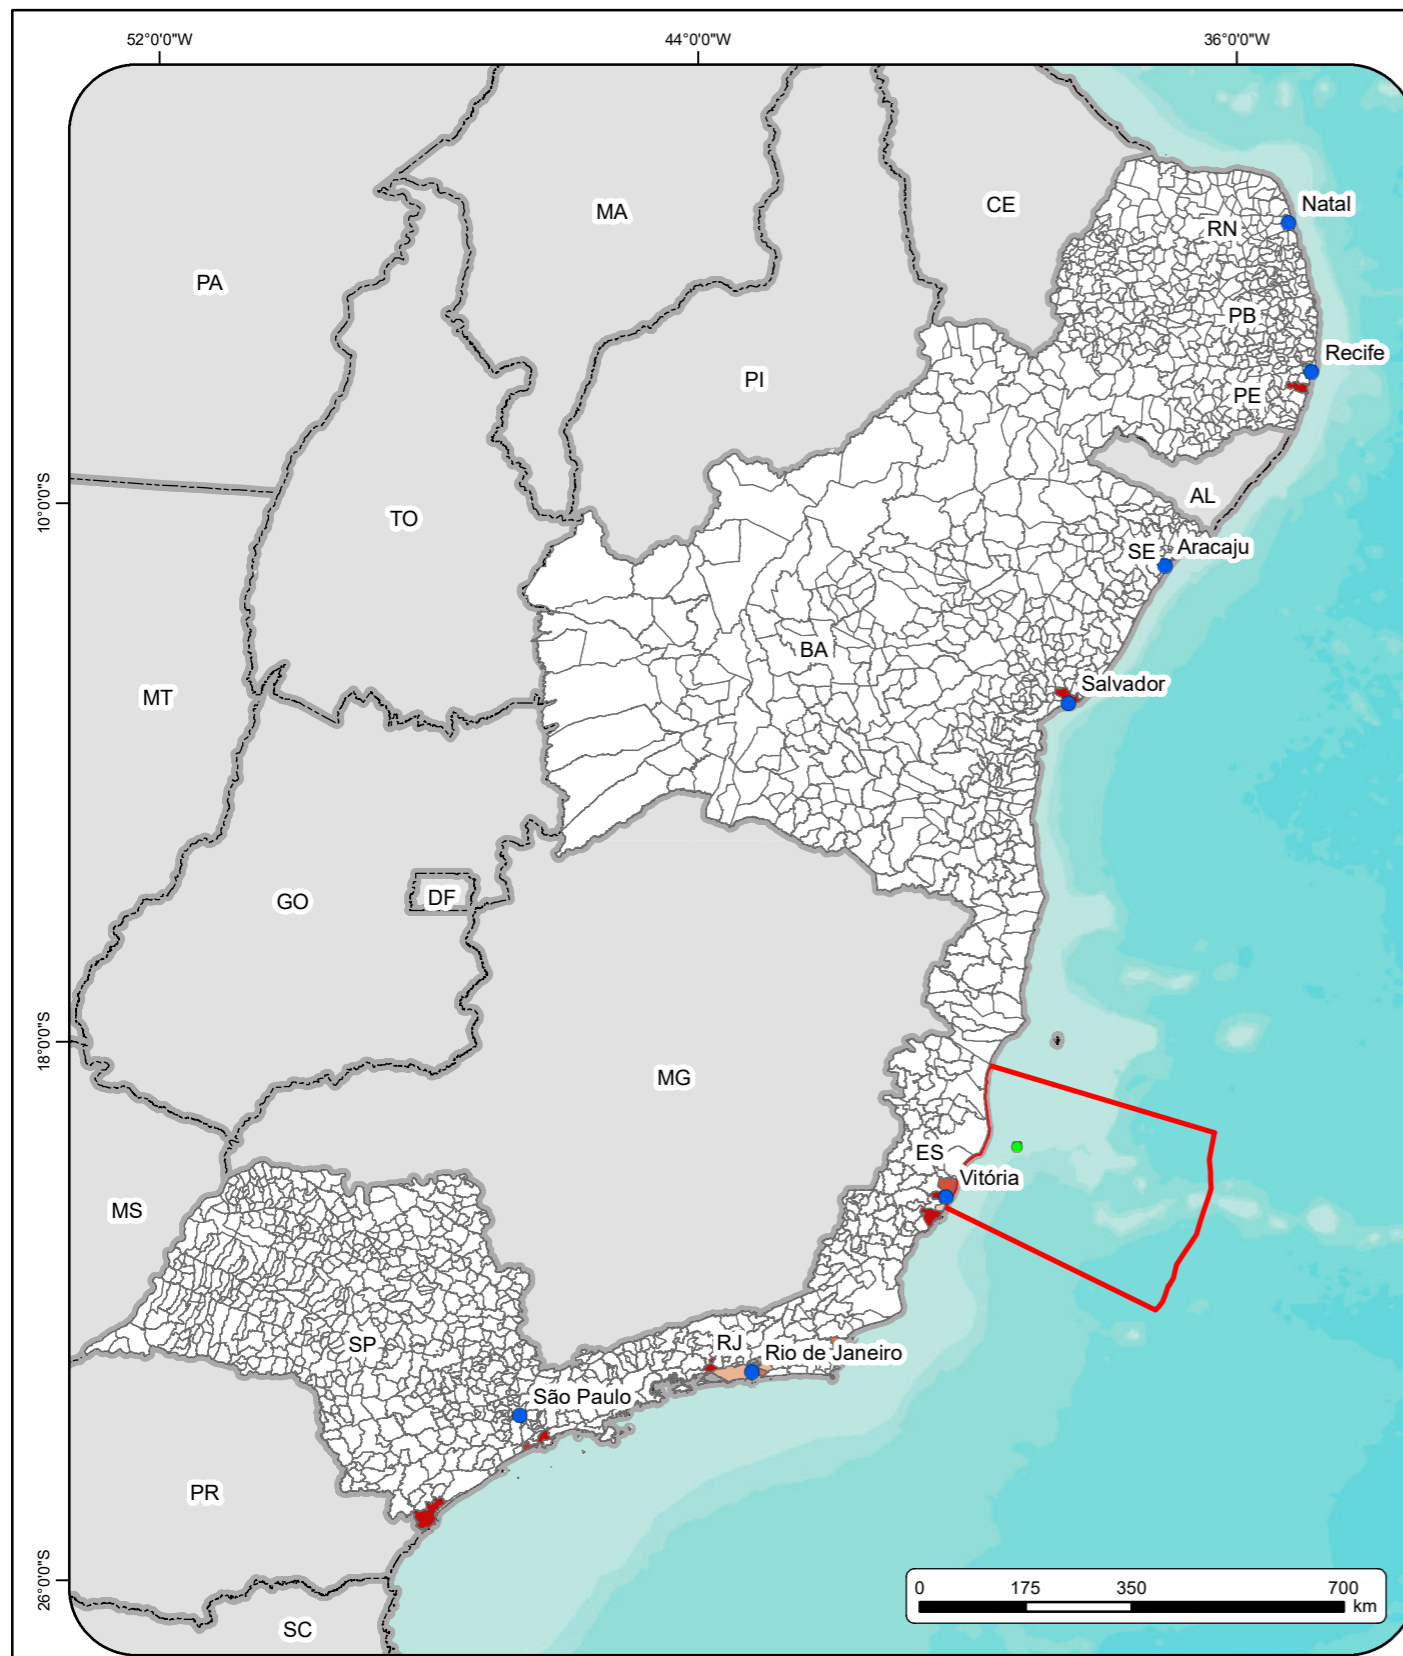 52°0'0"W 44°0'0"W 36°0'0"W
CE
Natal
MA
RN
PA
PB
Recife
PI
PE
AL
10°0'0"S
TO
SE Aracaju
BA
Salvador
MT
DF
GO
18°0'0"S
MG
ES
Vitória
MS
RJ
SP
Rio de Janeiro
São Paulo
PR
26°0'0"S
0 175 350 700
km
SC